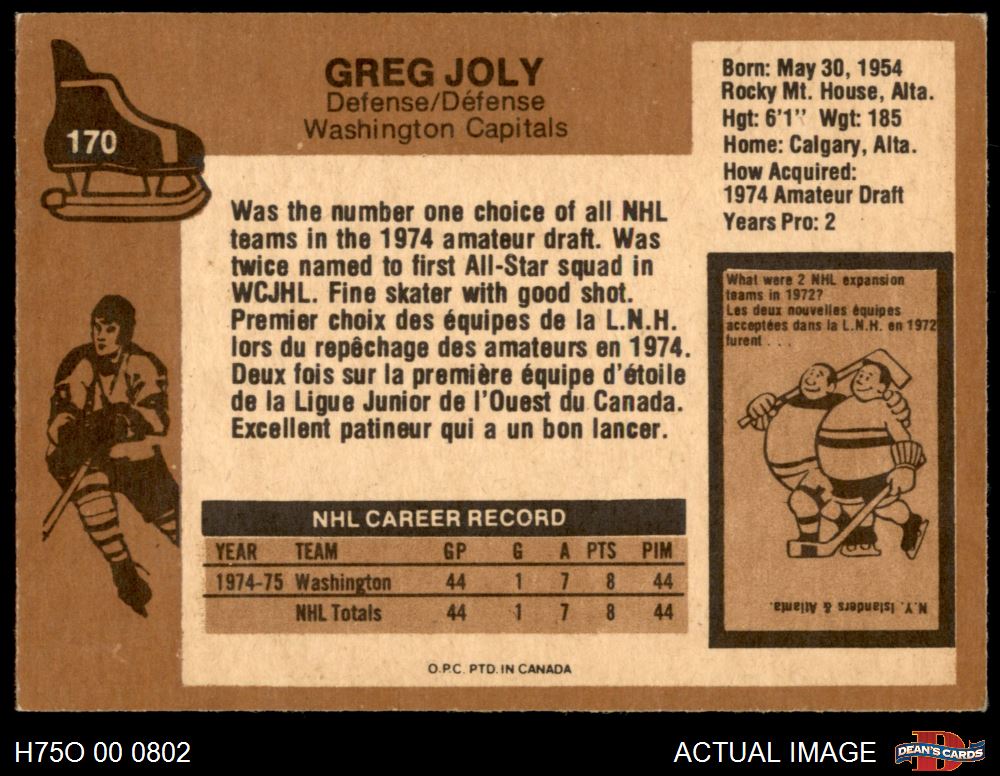 170
GREG JOLY
Defense/Défense
Washington Capitals
Born: May 30, 1954
Rocky Mt. House, Alta.
Hgt: 6'1" Wgt: 185
Home: Calgary, Alta.
How Acquired:
1974 Amateur Draft
Years Pro: 2
Was the number one choice of all NHL
teams in the 1974 amateur draft. Was
twice named to first All-Star squad in
WCJHL. Fine skater with good shot.
Premier choix des équipes de la L.N.H.
lors du repêchage des amateurs en 1974.
Deux fois sur la première équipe d'étoile
de la Ligue Junior de l'Ouest du Canada.
Excellent patineur qui a un bon lancer.
What were 2 NHL expansion
teams in 1972?
Les deux nouvelles équipes
acceptées dans la L.N.H. en 1972
furent . . .
N.Y. Islanders & Atlanta.
NHL CAREER RECORD
YEAR TEAM GP G A PTS PIM
1974-75 Washington 44 1 7 8 44
NHL Totals 44 1 7 8 44
O.P.C. PTD. IN CANADA
H75O 00 0802
ACTUAL IMAGE
DEAN'S CARDS